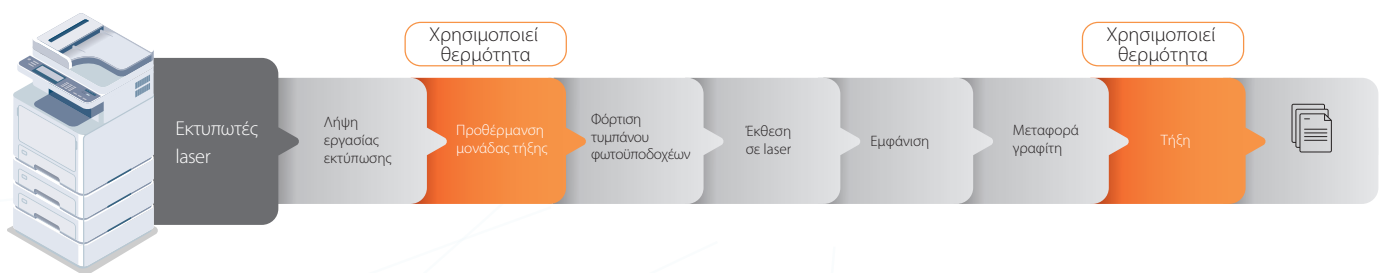 Χρησιμοποιεί
θερμότητα
Χρησιμοποιεί
θερμότητα
Εκτυπωτές
laser
Λήψη
εργασίας
εκτύπωσης
Προθέρμανση
μονάδας τήξης
Φόρτιση
τυμπάνου
φωτοϋποδοχέων
Έκθεση
σε laser
Εμφάνιση
Μεταφορά
γραφίτη
Τήξη